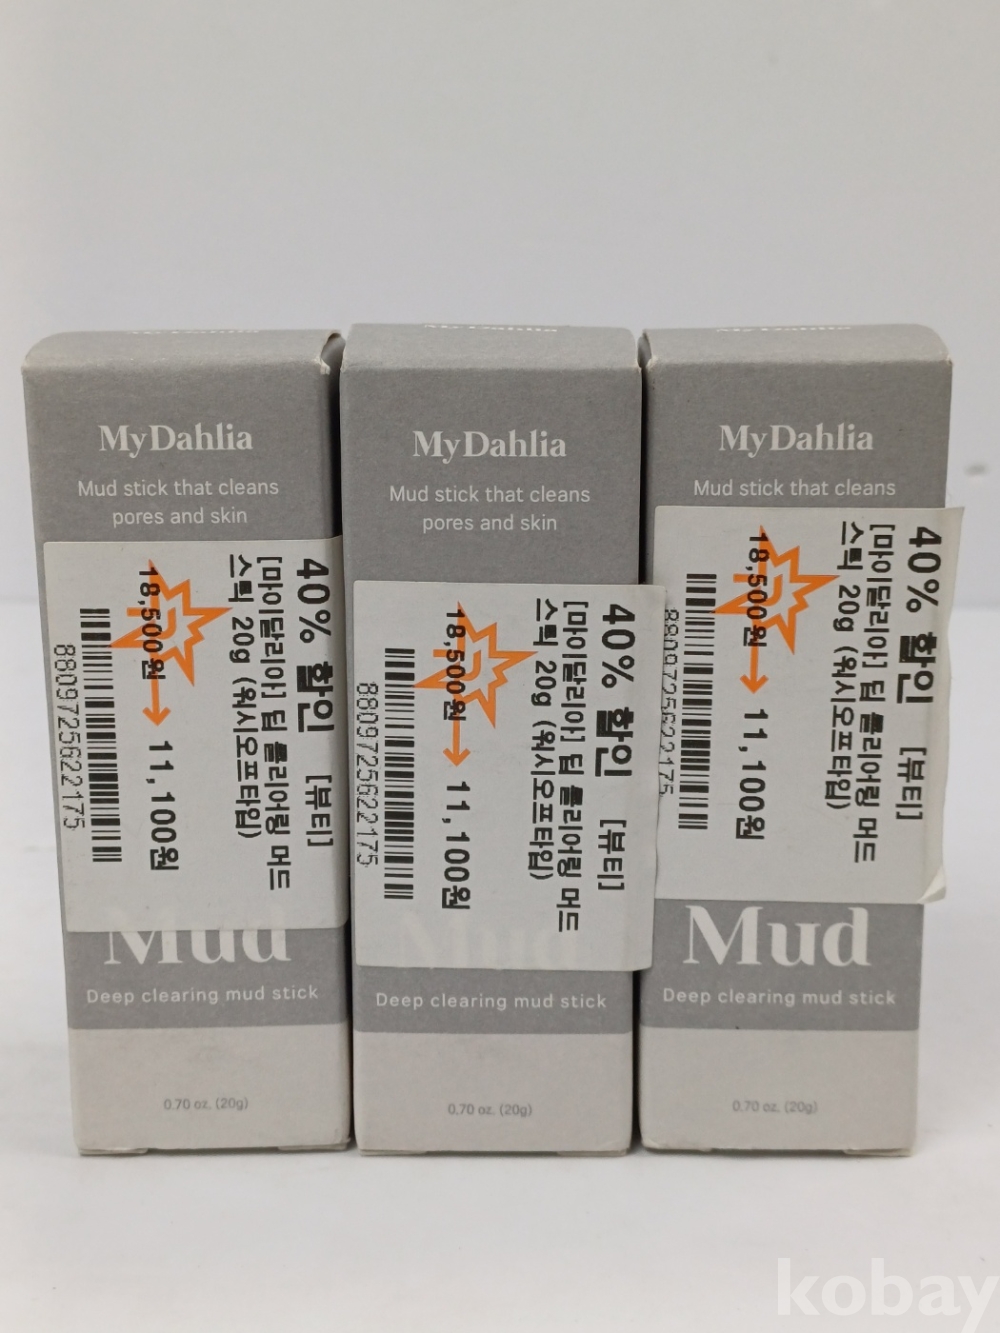 MyDahlia
MyDahlia
Mud stick that cleans
pores and skin
40% 할인 [뷰티]
[마이달리아] 딥 클리어링 머드
스틱 20g (워시오프타입)
18,500원 → 11,100원
8809725622175
Mud
Deep clearing mud stick
0.70 oz. (20g)
MyDahlia
MyDahlia
Mud stick that cleans
pores and skin
40% 할인 [뷰티]
[마이달리아] 딥 클리어링 머드
스틱 20g (워시오프타입)
18,500원 → 11,100원
8809725622175
Mud
Deep clearing mud stick
0.70 oz. (20g)
MyDahlia
MyDahlia
Mud stick that cleans
40% 할인 [뷰티]
[마이달리아] 딥 클리어링 머드
스틱 20g (워시오프타입)
18,500원 → 11,100원
8809725622175
Mud
Deep clearing mud stick
0.70 oz. (20g)
kobay